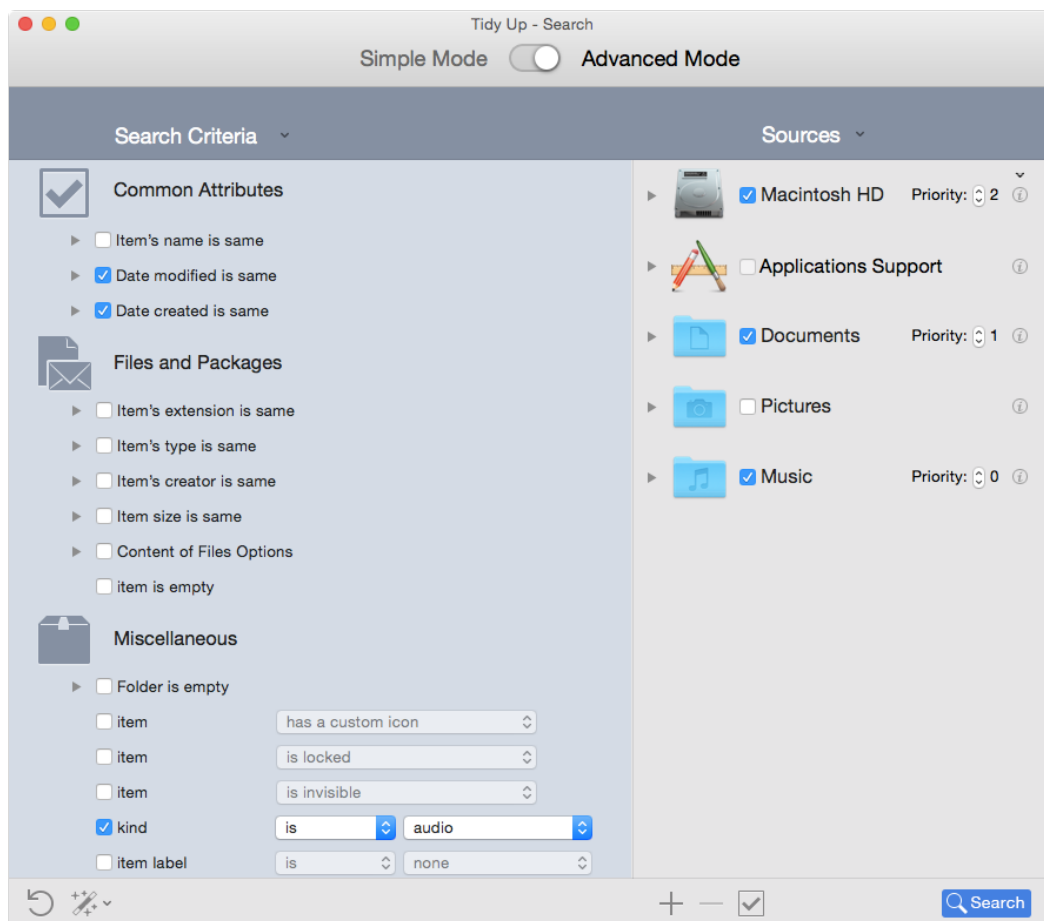 Tidy Up - Search
Simple Mode Advanced Mode
Search Criteria
Sources
Common Attributes
Item's name is same
Date modified is same
Date created is same
Files and Packages
Item's extension is same
Item's type is same
Item's creator is same
Item size is same
Content of Files Options
item is empty
Miscellaneous
Folder is empty
item has a custom icon
item is locked
item is invisible
kind is audio
item label is none
Macintosh HD Priority: 2
Applications Support
Documents Priority: 1
Pictures
Music Priority: 0
Search